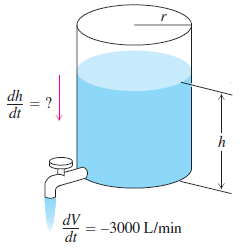 r
dh/dt = ?
h
dV/dt = –3000 L/min